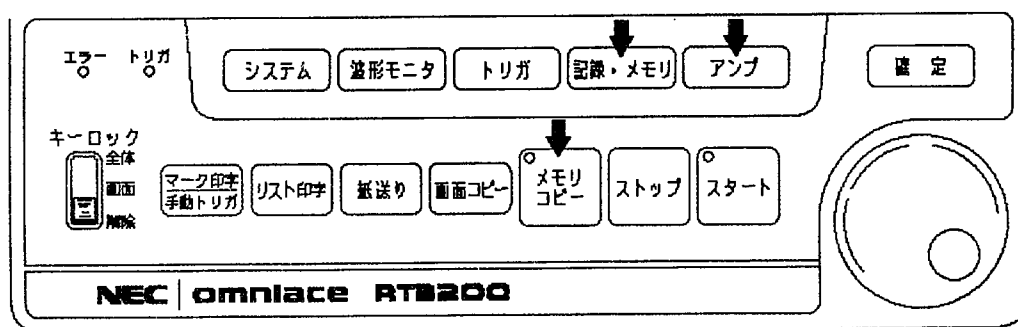 エラー トリガ
システム 波形モニタ トリガ 記録・メモリ アンプ 確定
キーロック
全体
画面
解除
マーク印字
手動トリガ
リスト印字 紙送り 画面コピー
メモリ
コピー
ストップ スタート
NEC omniace RT3200